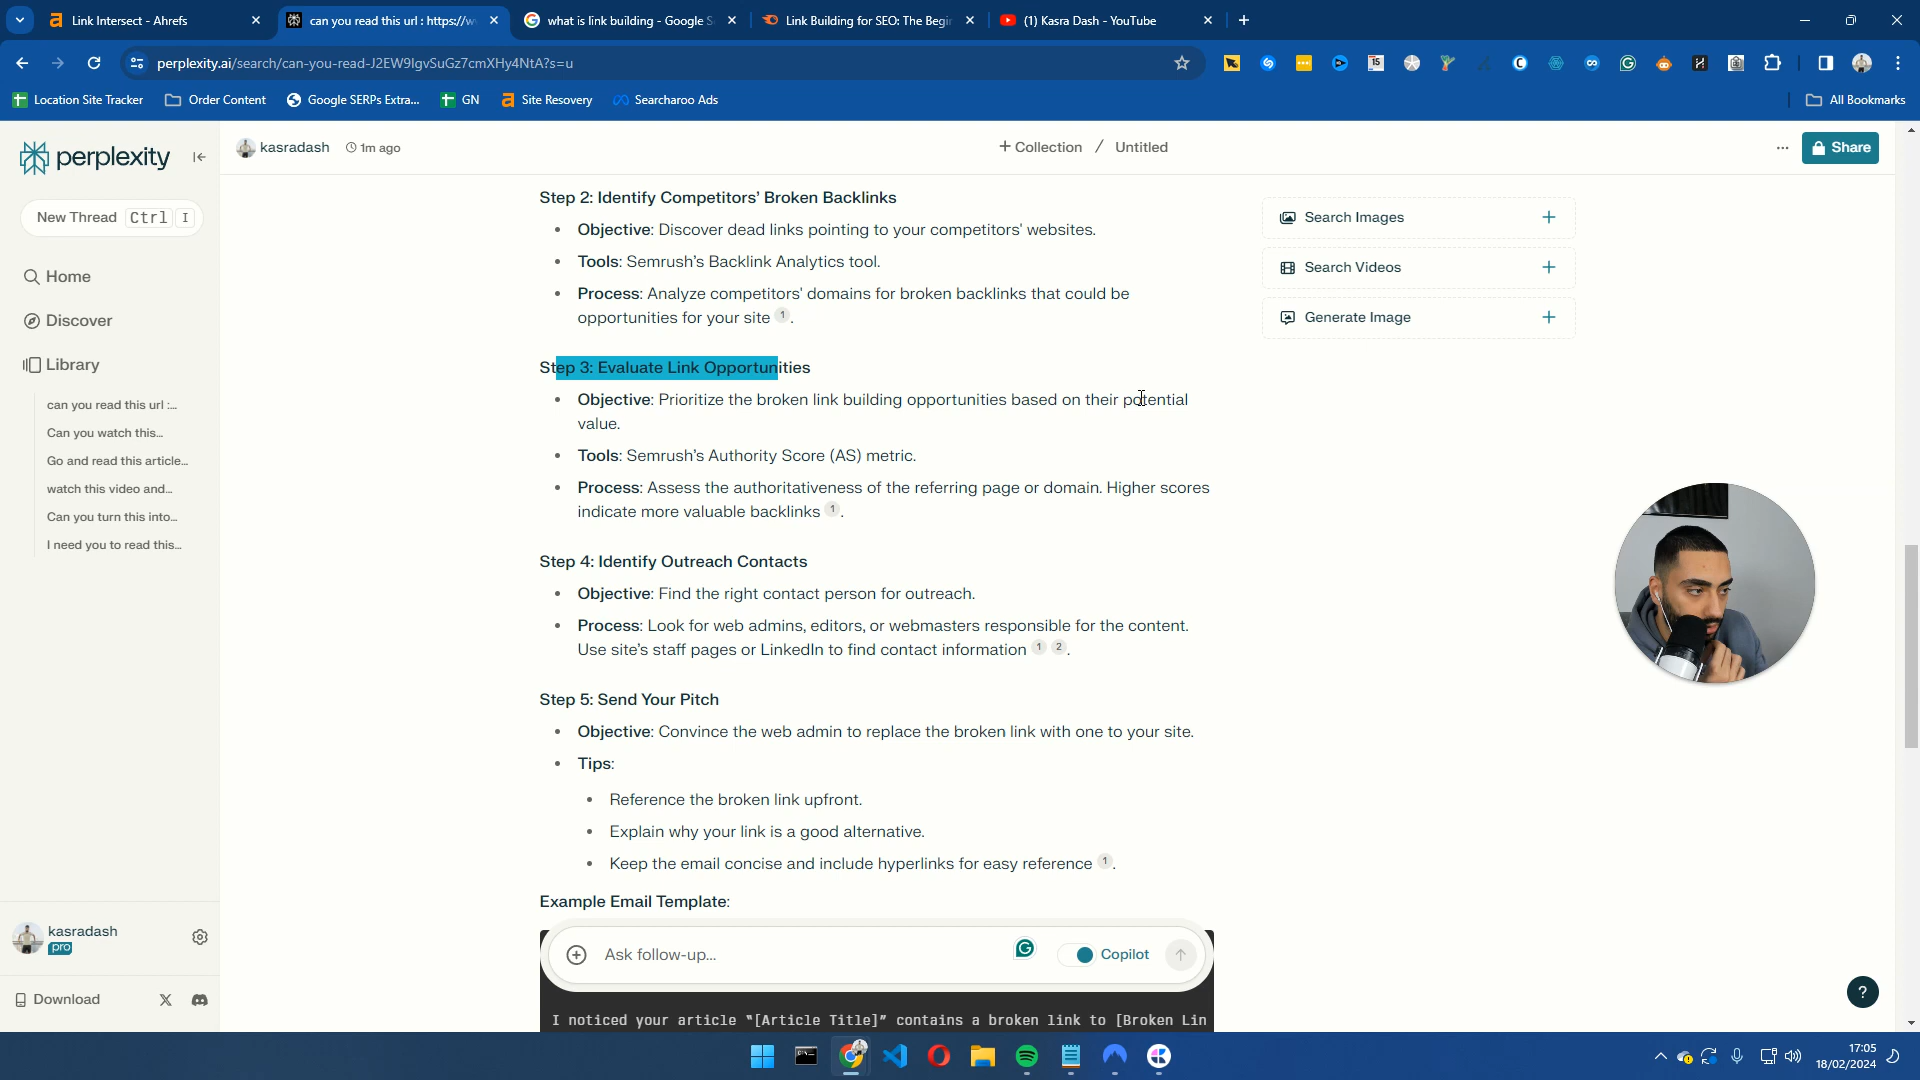 Link Intersect - Ahrefs
can you read this url : https://w
what is link building - Google S
Link Building for SEO: The Begi
(1) Kasra Dash - YouTube
perplexity.ai/search/can-you-read-J2EW9IgvSuGz7cmXHy4NtA?s=u
Location Site Tracker
Order Content
Google SERPs Extra...
GN
Site Recovery
Searcharoo Ads
All Bookmarks
perplexity
kasradash
1m ago
+ Collection / Untitled
...
Share
New Thread Ctrl I
Home
Discover
Library
can you read this url :...
Can you watch this...
Go and read this article...
watch this video and...
Can you turn this into...
I need you to read this...
kasradash
pro
Download
Step 2: Identify Competitors’ Broken Backlinks
• Objective: Discover dead links pointing to your competitors' websites.
• Tools: Semrush’s Backlink Analytics tool.
• Process: Analyze competitors' domains for broken backlinks that could be
opportunities for your site 1.
Step 3: Evaluate Link Opportunities
• Objective: Prioritize the broken link building opportunities based on their potential
value.
• Tools: Semrush’s Authority Score (AS) metric.
• Process: Assess the authoritativeness of the referring page or domain. Higher scores
indicate more valuable backlinks 1.
Step 4: Identify Outreach Contacts
• Objective: Find the right contact person for outreach.
• Process: Look for web admins, editors, or webmasters responsible for the content.
Use site’s staff pages or LinkedIn to find contact information 1 2.
Step 5: Send Your Pitch
• Objective: Convince the web admin to replace the broken link with one to your site.
• Tips:
• Reference the broken link upfront.
• Explain why your link is a good alternative.
• Keep the email concise and include hyperlinks for easy reference 1.
Example Email Template:
Ask follow-up...
Copilot
I noticed your article "[Article Title]" contains a broken link to [Broken Lin
Search Images +
Search Videos +
Generate Image +
?
17:05
18/02/2024